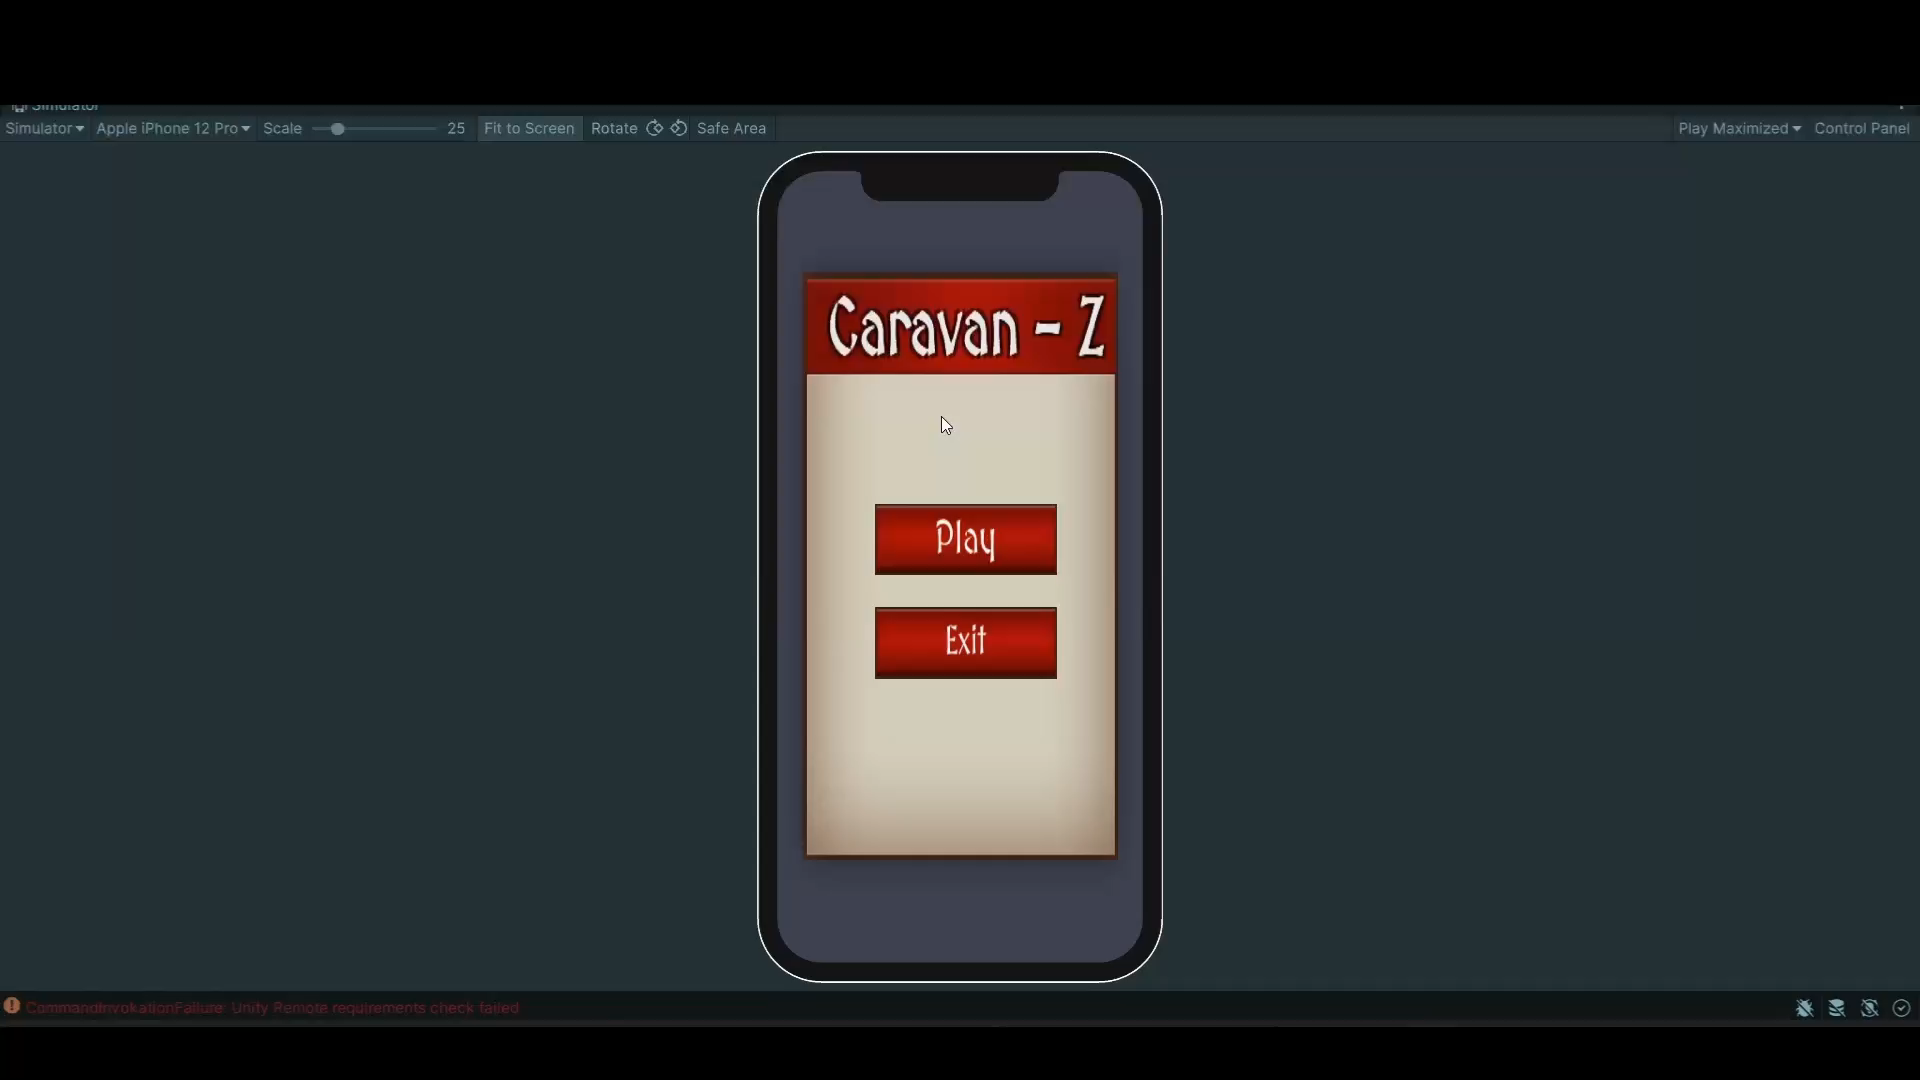 Simulator
Simulator Apple iPhone 12 Pro Scale 25 Fit to Screen Rotate Safe Area Play Maximized Control Panel
Caravan - Z
Play
Exit
CommandInvokationFailure: Unity Remote requirements check failed